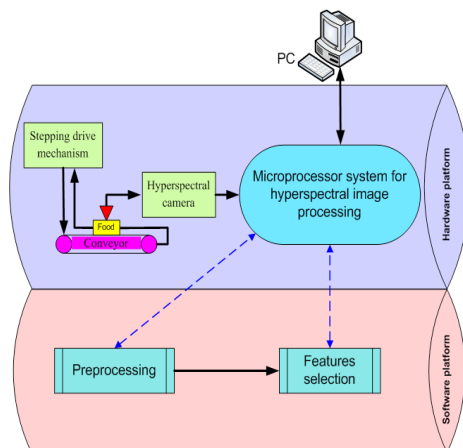 PC
Stepping drive
mechanism
Hyperspectral
camera
Food
Conveyor
Microprocessor system for
hyperspectral image
processing
Hardware platform
Preprocessing
Features
selection
Software platform